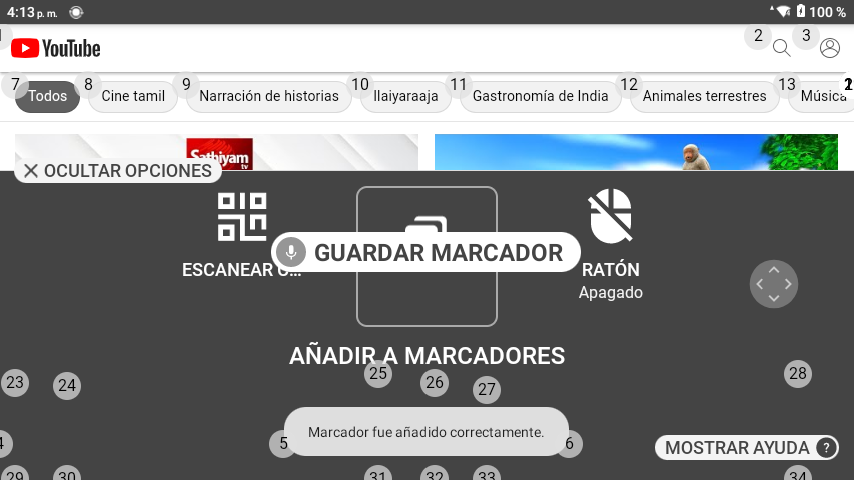 4:13 p. m.
100 %
YouTube
2
3
7
Todos
8
Cine tamil
9
Narración de historias
10
Ilaiyaraaja
11
Gastronomía de India
12
Animales terrestres
13
Música
Sathiyam
tv
OCULTAR OPCIONES
GUARDAR MARCADOR
ESCANEAR C...
RATÓN
Apagado
AÑADIR A MARCADORES
23
24
25
26
27
28
4
5
Marcador fue añadido correctamente.
6
MOSTRAR AYUDA ?
29
30
31
32
33
34